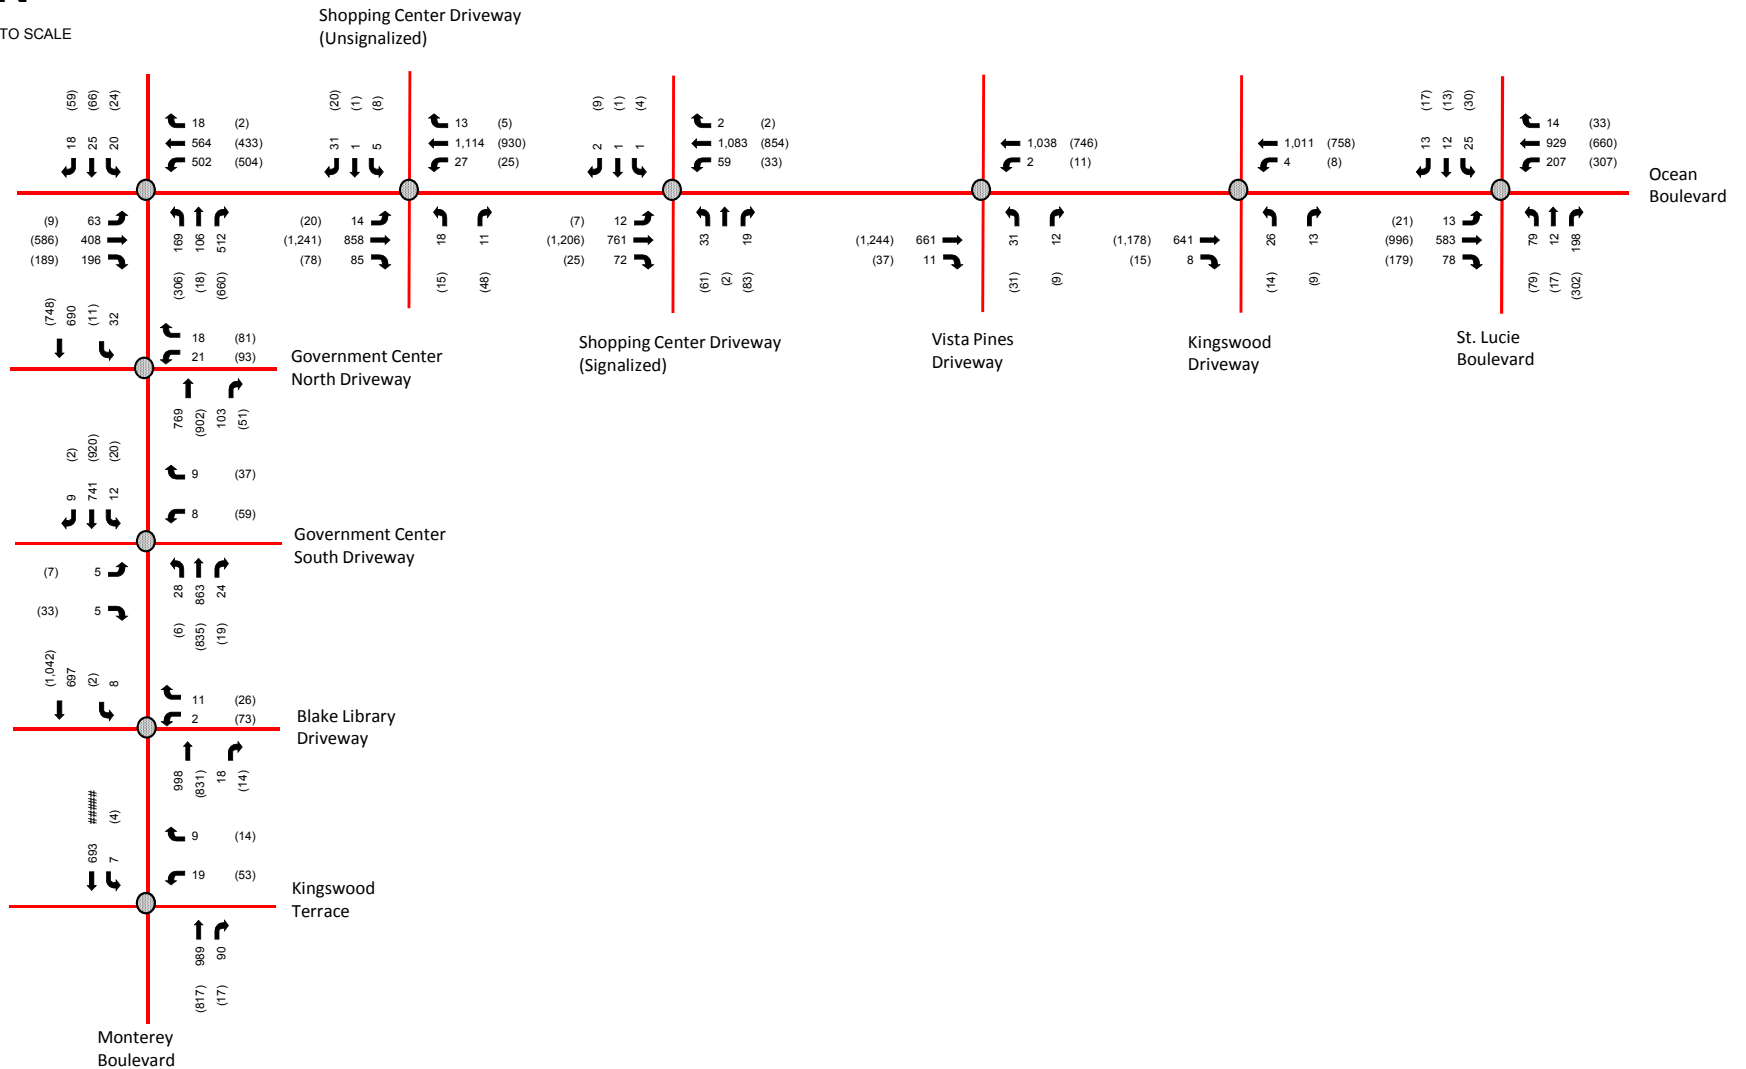 TO SCALE
Shopping Center Driveway
(Unsignalized)
(59) (66) (24)
18 25 20
18 (2)
564 (433)
502 (504)
(20) (1) (8)
31 1 5
13 (5)
1,114 (930)
27 (25)
(9) (1) (4)
2 1 1
2 (2)
1,083 (854)
59 (33)
1,038 (746)
2 (11)
1,011 (758)
4 (8)
(17) (13) (30)
13 12 25
14 (33)
929 (660)
207 (307)
Ocean
Boulevard
(9) 63
(586) 408
(189) 196
169 106 512
(306) (18) (660)
(20) 14
(1,241) 858
(78) 85
18 11
(15) (48)
(7) 12
(1,206) 761
(25) 72
33 19
(61) (2) (83)
(1,244) 661
(37) 11
31 12
(31) (9)
(1,178) 641
(15) 8
26 13
(14) (9)
(21) 13
(996) 583
(179) 78
79 12 198
(79) (17) (302)
Shopping Center Driveway
(Signalized)
Vista Pines
Driveway
Kingswood
Driveway
St. Lucie
Boulevard
(748) 690 (11) 32
18 (81)
21 (93)
Government Center
North Driveway
769 (902) 103 (51)
(2) (920) (20)
9 741 12
9 (37)
8 (59)
Government Center
South Driveway
(7) 5
(33) 5
28 863 24
(6) (835) (19)
(1,042) 697 (2) 8
11 (26)
2 (73)
Blake Library
Driveway
998 (831) 18 (14)
##### (4)
693 7
9 (14)
19 (53)
Kingswood
Terrace
989 90
(817) (17)
Monterey
Boulevard